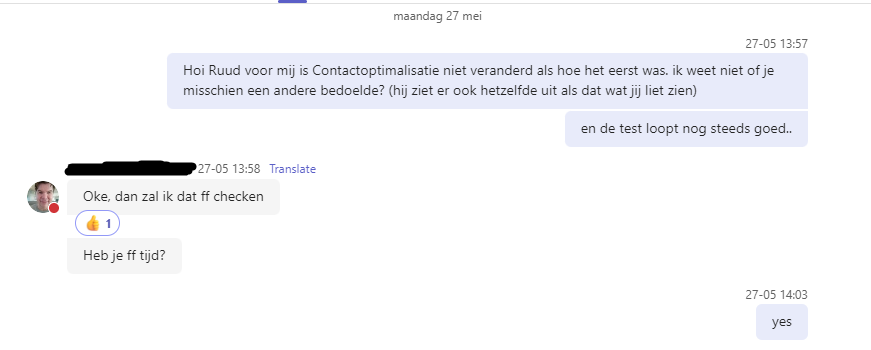 maandag 27 mei
27-05 13:57
Hoi Ruud voor mij is Contactoptimalisatie niet veranderd als hoe het eerst was. ik weet niet of je
misschien een andere bedoelde? (hij ziet er ook hetzelfde uit als dat wat jij liet zien)
en de test loopt nog steeds goed..
27-05 13:58 Translate
Oke, dan zal ik dat ff checken
👍 1
Heb je ff tijd?
27-05 14:03
yes